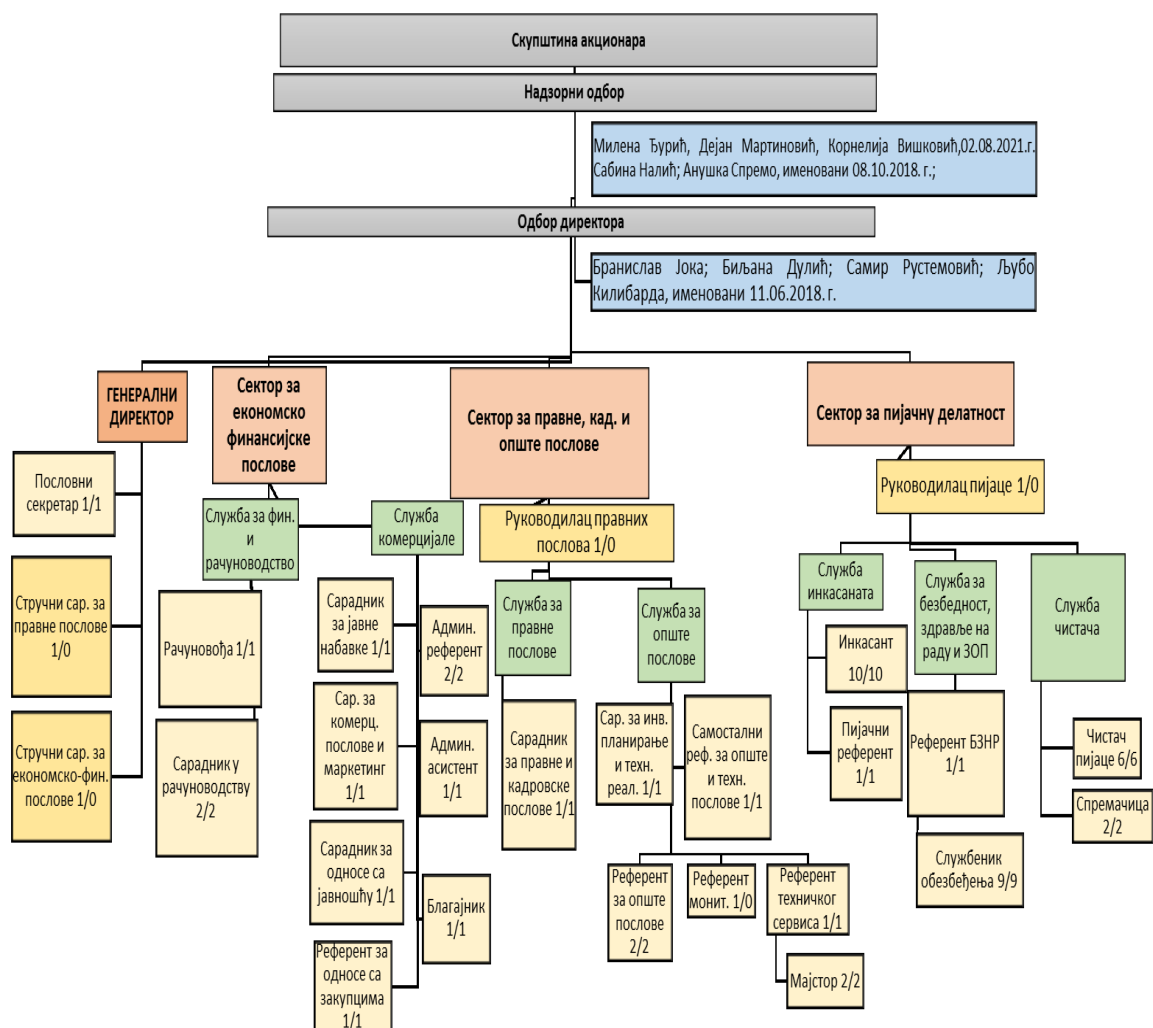 Скупштина акционара
Надзорни одбор
Милена Ђурић, Дејан Мартиновић, Корнелија Вишковић,02.08.2021.г.
Сабина Налић; Анушка Спремо, именовани 08.10.2018. г.;
Одбор директора
Бранислав Јока; Биљана Дулић; Самир Рустемовић; Љубо
Килибарда, именовани 11.06.2018. г.
ГЕНЕРАЛНИ
ДИРЕКТОР
Пословни
секретар 1/1
Стручни сар. за
правне послове
1/0
Стручни сар. за
економско-фин.
послове 1/0
Сектор за
економско
финансијске
послове
Служба за фин.
и
рачуноводство
Рачуновођа 1/1
Сарадник у
рачуноводству
2/2
Служба
комерцијале
Сарадник
за јавне
набавке 1/1
Сар. за
комерц.
послове и
маркетинг
1/1
Сарадник за
односе са
јавношћу 1/1
Референт за
односе са
закупцима
1/1
Админ.
референт
2/2
Админ.
асистент
1/1
Благајник
1/1
Сектор за правне, кад. и
опште послове
Руководилац правних
послова 1/0
Служба за
правне
послове
Сарадник
за правне и
кадровске
послове 1/1
Служба за
опште
послове
Сар. за инв.
планирање
и техн.
реал. 1/1
Самостални
реф. за опште
и техн.
послове 1/1
Референт
за опште
послове
2/2
Референт
монит. 1/0
Референт
техничког
сервиса 1/1
Мајстор 2/2
Сектор за пијачну делатност
Руководилац пијаце 1/0
Служба
инкасаната
Инкасант
10/10
Пијачни
референт
1/1
Служба за
безбедност,
здравље на
раду и ЗОП
Референт БЗНР
1/1
Службеник
обезбеђења 9/9
Служба
чистача
Чистач
пијаце 6/6
Спремачица
2/2